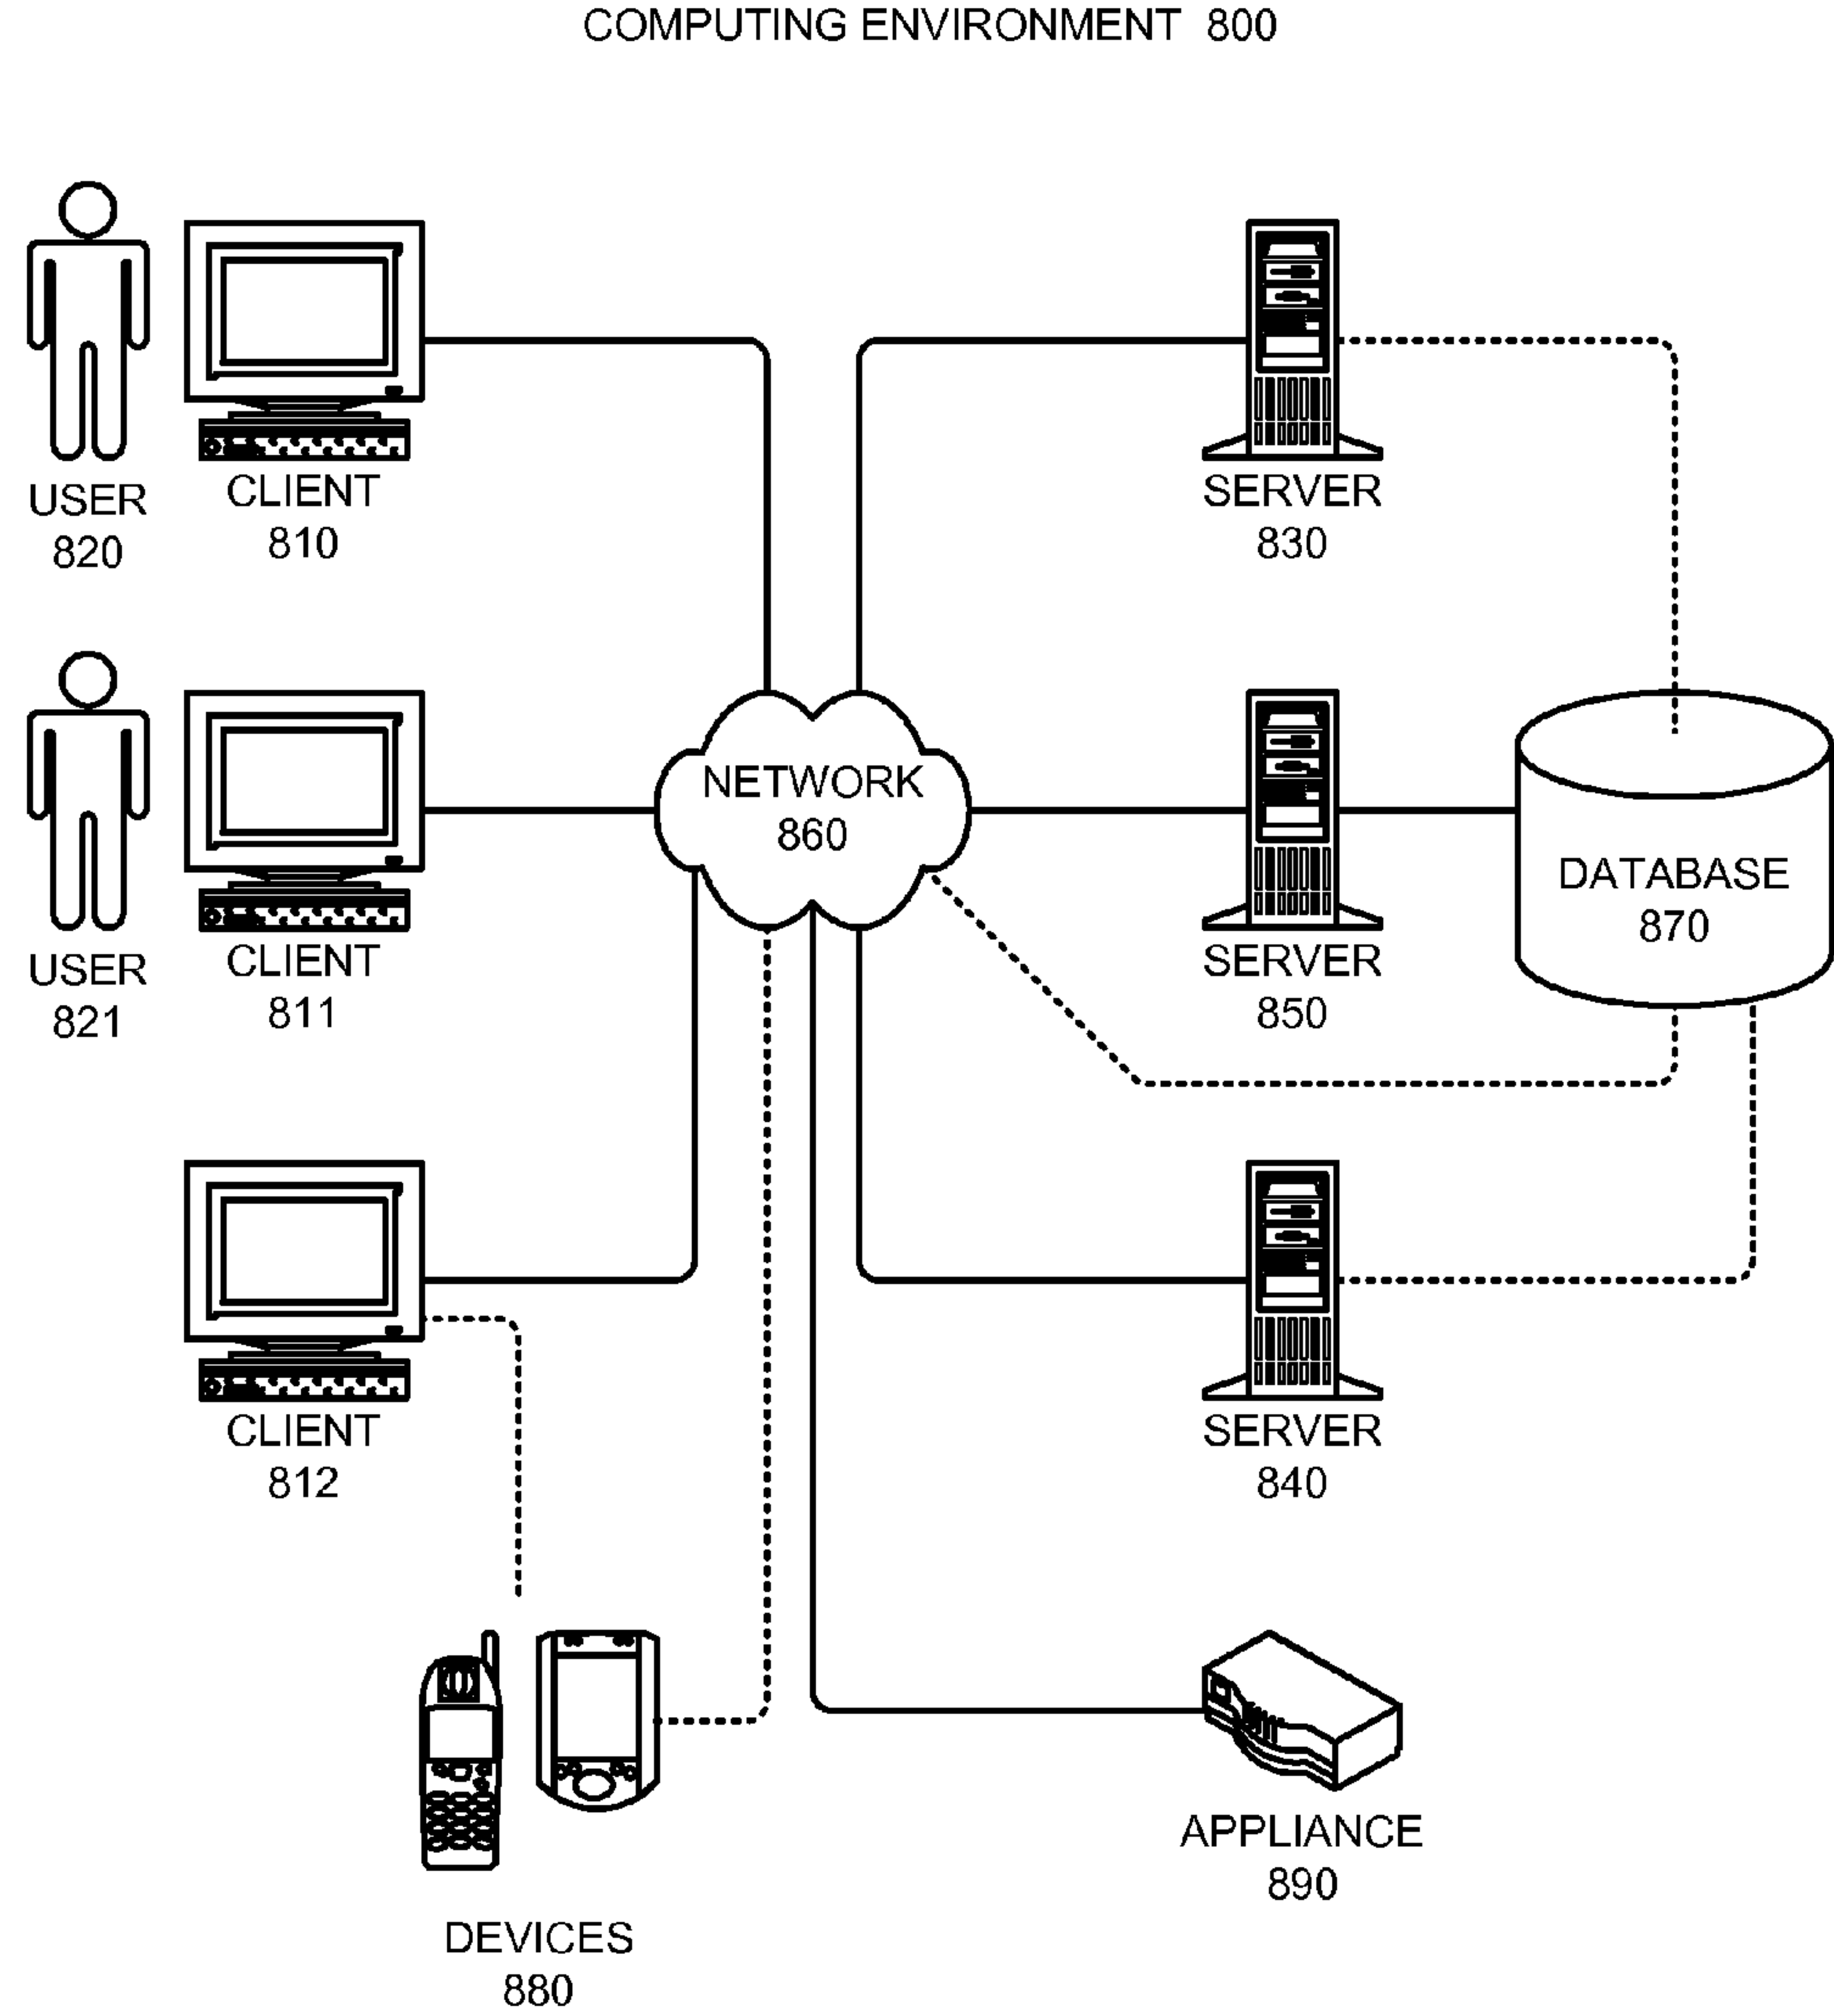 COMPUTING ENVIRONMENT 800
USER
820
CLIENT
810
SERVER
830
NETWORK
860
DATABASE
870
USER
821
CLIENT
811
SERVER
850
CLIENT
812
SERVER
840
APPLIANCE
890
DEVICES
880